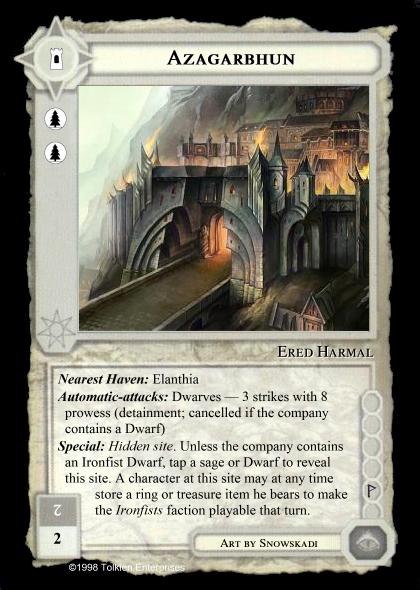 AZAGARBHUN
ERED HARMAL
Nearest Haven: Elanthia
Automatic-attacks: Dwarves — 3 strikes with 8
prowess (detainment; cancelled if the company
contains a Dwarf)
Special: Hidden site. Unless the company contains
an Ironfist Dwarf, tap a sage or Dwarf to reveal
this site. A character at this site may at any time
store a ring or treasure item he bears to make
the Ironfists faction playable that turn.
2
2
ART BY SNOWSKADI
©1998 Tolkien Enterprises